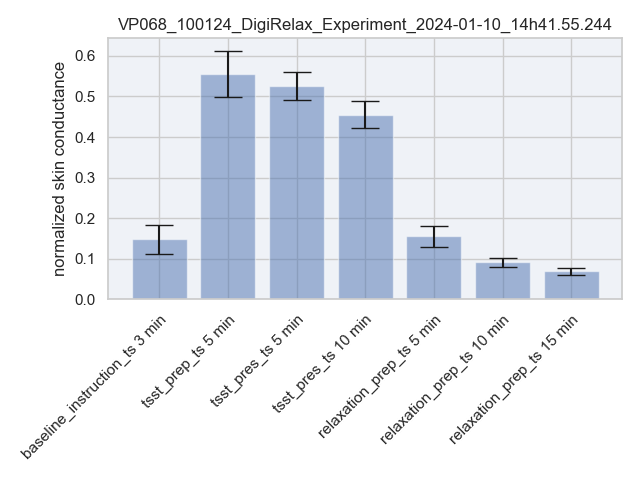 VP068_100124_DigiRelax_Experiment_2024-01-10_14h41.55.244
normalized skin conductance
0.6
0.5
0.4
0.3
0.2
0.1
0.0
baseline_instruction_ts 3 min
tsst_prep_ts 5 min
tsst_pres_ts 5 min
tsst_pres_ts 10 min
relaxation_prep_ts 5 min
relaxation_prep_ts 10 min
relaxation_prep_ts 15 min